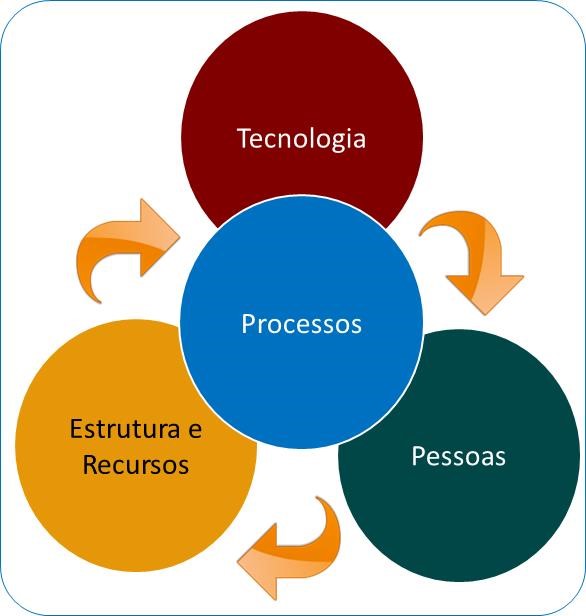 Tecnologia
Processos
Estrutura e
Recursos
Pessoas